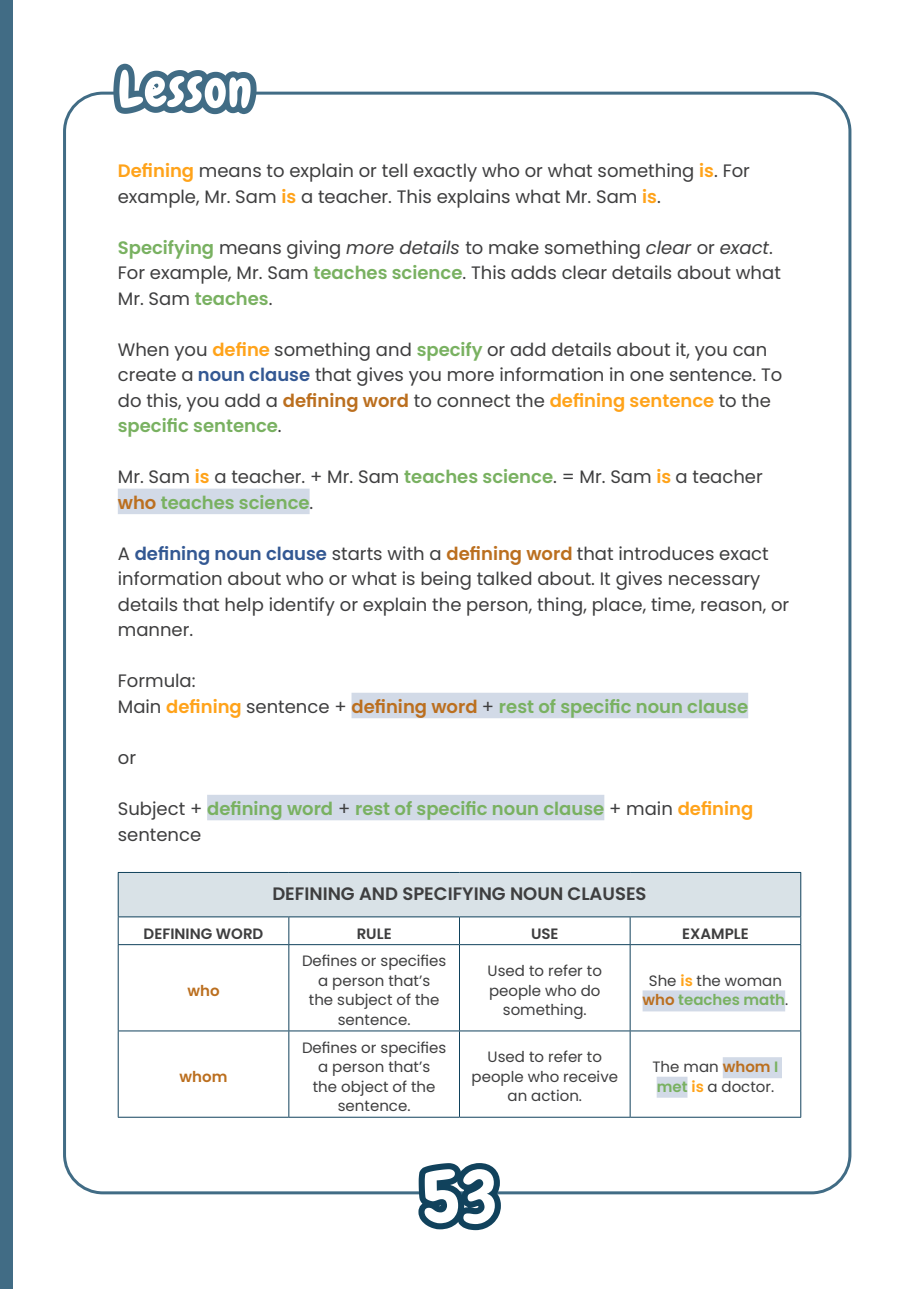 Lesson
Defining means to explain or tell exactly who or what something is. For
example, Mr. Sam is a teacher. This explains what Mr. Sam is.
Specifying means giving more details to make something clear or exact.
For example, Mr. Sam teaches science. This adds clear details about what
Mr. Sam teaches.
When you define something and specify or add details about it, you can
create a noun clause that gives you more information in one sentence. To
do this, you add a defining word to connect the defining sentence to the
specific sentence.
Mr. Sam is a teacher. + Mr. Sam teaches science. = Mr. Sam is a teacher
who teaches science.
A defining noun clause starts with a defining word that introduces exact
information about who or what is being talked about. It gives necessary
details that help identify or explain the person, thing, place, time, reason, or
manner.
Formula:
Main defining sentence + defining word + rest of specific noun clause
or
Subject + defining word + rest of specific noun clause + main defining
sentence
DEFINING AND SPECIFYING NOUN CLAUSES
DEFINING WORD RULE USE EXAMPLE
who
Defines or specifies
a person that's
the subject of the
sentence.
Used to refer to
people who do
something.
She is the woman
who teaches math.
whom
Defines or specifies
a person that's
the object of the
sentence.
Used to refer to
people who receive
an action.
The man whom I
met is a doctor.
53